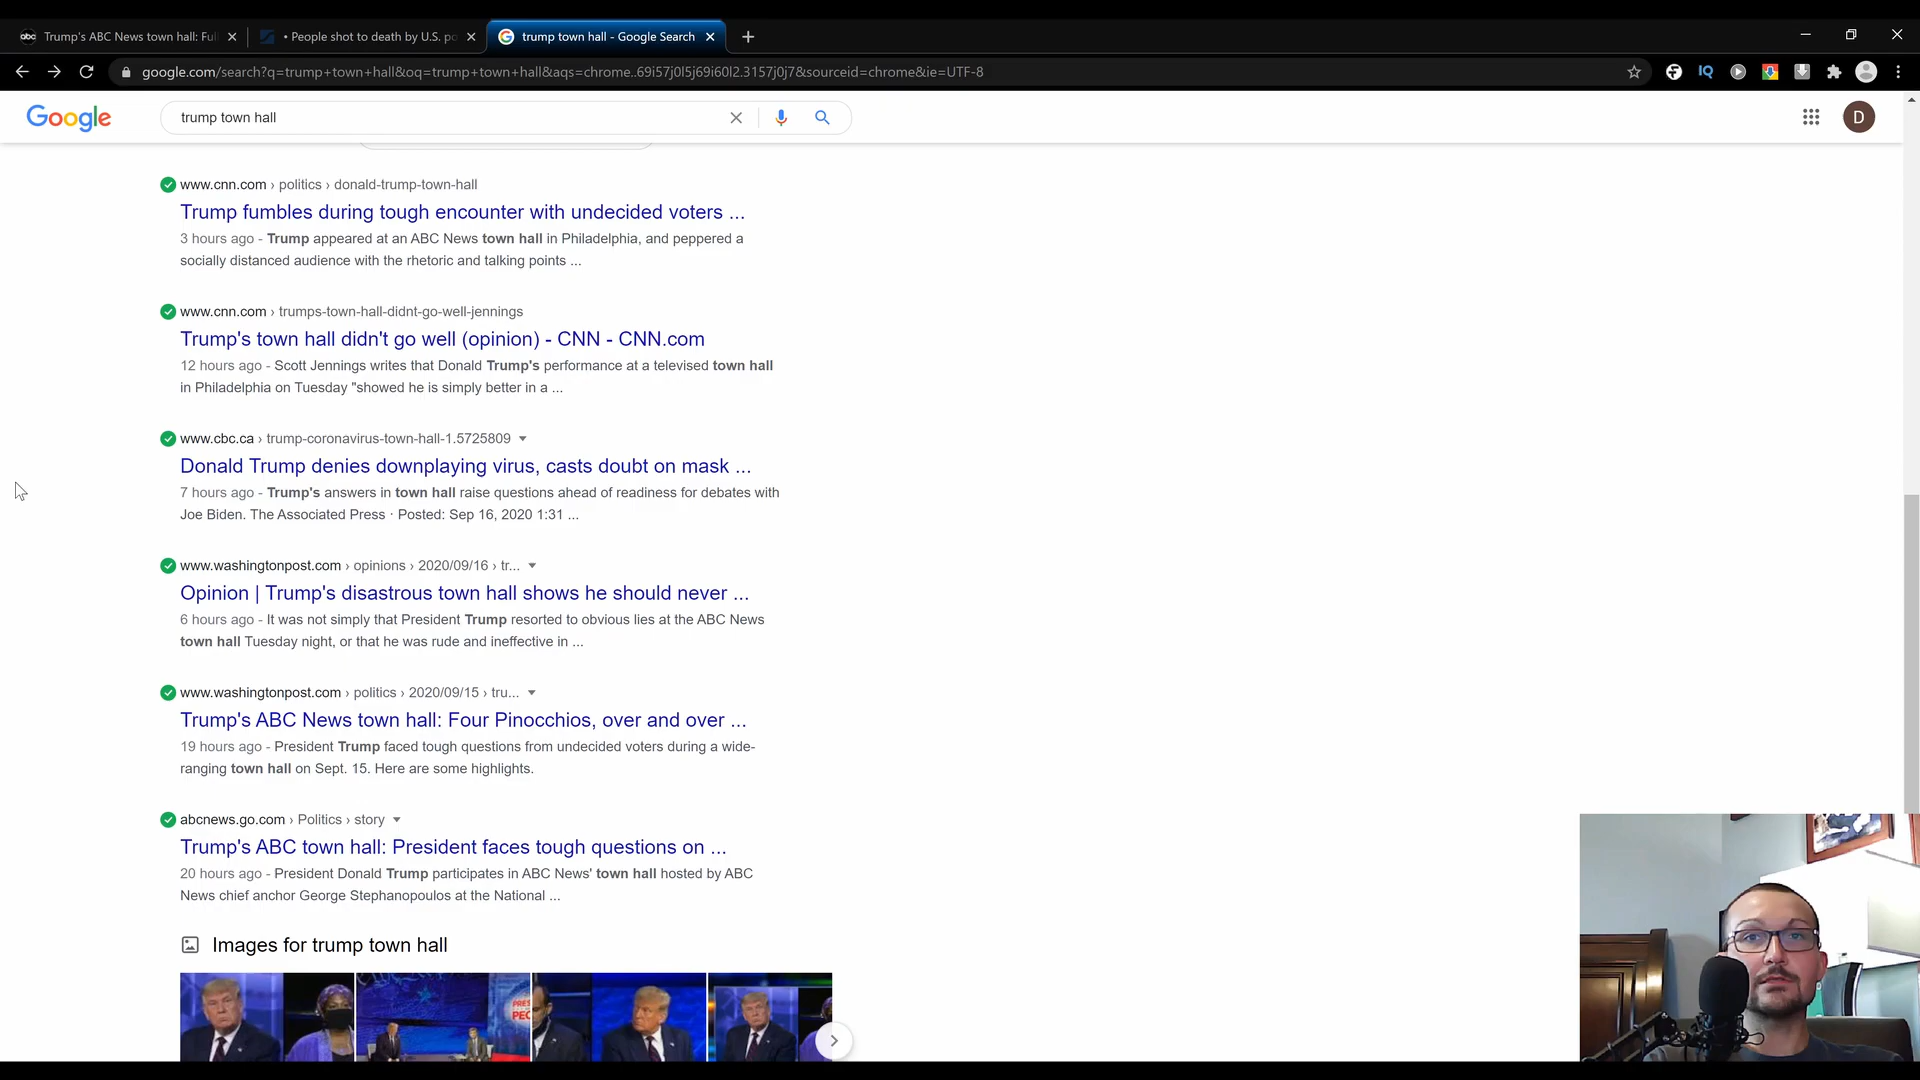 abc Trump's ABC News town hall: Ful
• People shot to death by U.S. po
trump town hall - Google Search
google.com/search?q=trump+town+hall&oq=trump+town+hall&aqs=chrome..69i57j0l5j69i60l2.3157j0j7&sourceid=chrome&ie=UTF-8
IQ
Google
trump town hall
D
www.cnn.com › politics › donald-trump-town-hall
Trump fumbles during tough encounter with undecided voters ...
3 hours ago - Trump appeared at an ABC News town hall in Philadelphia, and peppered a
socially distanced audience with the rhetoric and talking points ...
www.cnn.com › trumps-town-hall-didnt-go-well-jennings
Trump's town hall didn't go well (opinion) - CNN - CNN.com
12 hours ago - Scott Jennings writes that Donald Trump's performance at a televised town hall
in Philadelphia on Tuesday "showed he is simply better in a ...
www.cbc.ca › trump-coronavirus-town-hall-1.5725809
Donald Trump denies downplaying virus, casts doubt on mask ...
7 hours ago - Trump's answers in town hall raise questions ahead of readiness for debates with
Joe Biden. The Associated Press · Posted: Sep 16, 2020 1:31 ...
www.washingtonpost.com › opinions › 2020/09/16 › tr...
Opinion | Trump's disastrous town hall shows he should never ...
6 hours ago - It was not simply that President Trump resorted to obvious lies at the ABC News
town hall Tuesday night, or that he was rude and ineffective in ...
www.washingtonpost.com › politics › 2020/09/15 › tru...
Trump's ABC News town hall: Four Pinocchios, over and over ...
19 hours ago - President Trump faced tough questions from undecided voters during a wide-
ranging town hall on Sept. 15. Here are some highlights.
abcnews.go.com › Politics › story
Trump's ABC town hall: President faces tough questions on ...
20 hours ago - President Donald Trump participates in ABC News' town hall hosted by ABC
News chief anchor George Stephanopoulos at the National ...
Images for trump town hall